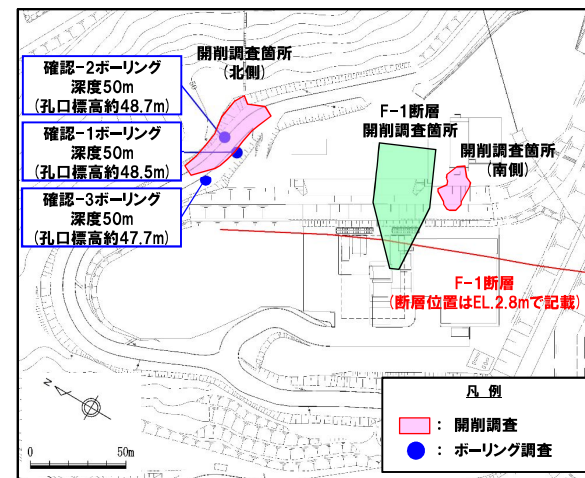 開削調査箇所
(北側)
確認-2ボーリング
深度50m
(孔口標高約48.7m)
確認-1ボーリング
深度50m
(孔口標高約48.5m)
確認-3ボーリング
深度50m
(孔口標高約47.7m)
F-1断層
開削調査箇所
開削調査箇所
(南側)
F-1断層
(断層位置はEL.2.8mで記載)
N
0 50m
凡 例
: 開削調査
: ボーリング調査